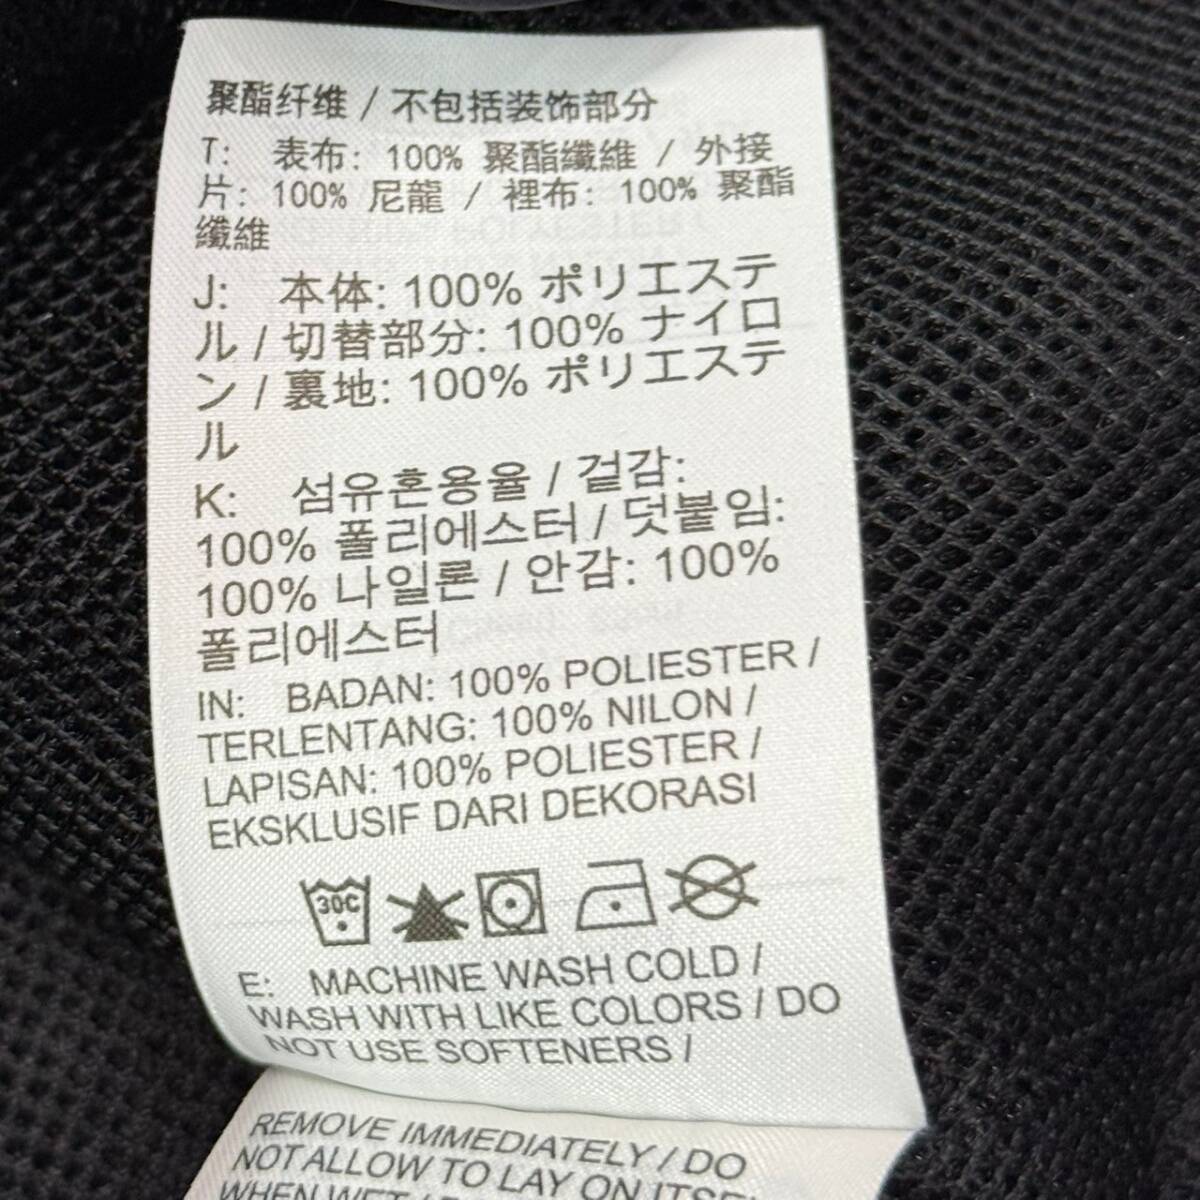 聚酯纤维 / 不包括装饰部分
T: 表布: 100% 聚酯纖維 / 外接
片: 100% 尼龍 / 裡布: 100% 聚酯
纖維
J: 本体: 100% ポリエステ
ル / 切替部分: 100% ナイロ
ン / 裏地: 100% ポリエステ
ル
K: 섬유혼용율 / 겉감:
100% 폴리에스터 / 덧붙임:
100% 나일론 / 안감: 100%
폴리에스터
IN: BADAN: 100% POLIESTER /
TERLENTANG: 100% NILON /
LAPISAN: 100% POLIESTER /
EKSKLUSIF DARI DEKORASI
30C
E: MACHINE WASH COLD /
WASH WITH LIKE COLORS / DO
NOT USE SOFTENERS /
REMOVE IMMEDIATELY / DO
NOT ALLOW TO LAY ON
WHEN WET /